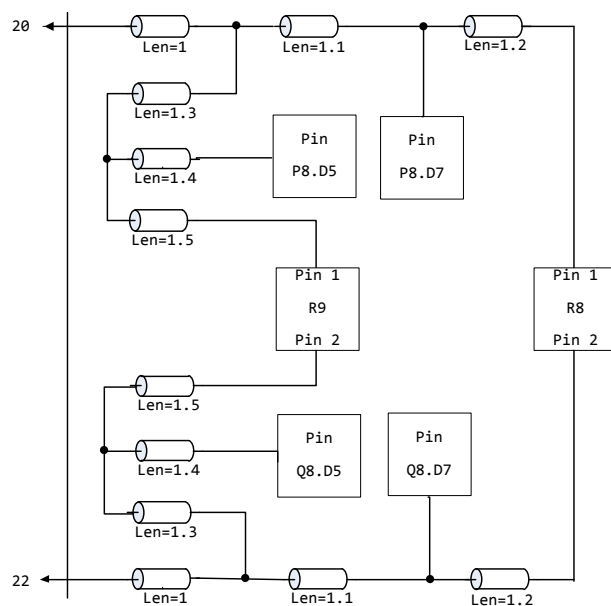 20
Len=1
Len=1.1
Len=1.2
Len=1.3
Pin
P8.D5
Pin
P8.D7
Len=1.4
Len=1.5
Pin 1
R9
Pin 2
Pin 1
R8
Pin 2
Len=1.5
Pin
Q8.D5
Pin
Q8.D7
Len=1.4
Len=1.3
22
Len=1
Len=1.1
Len=1.2